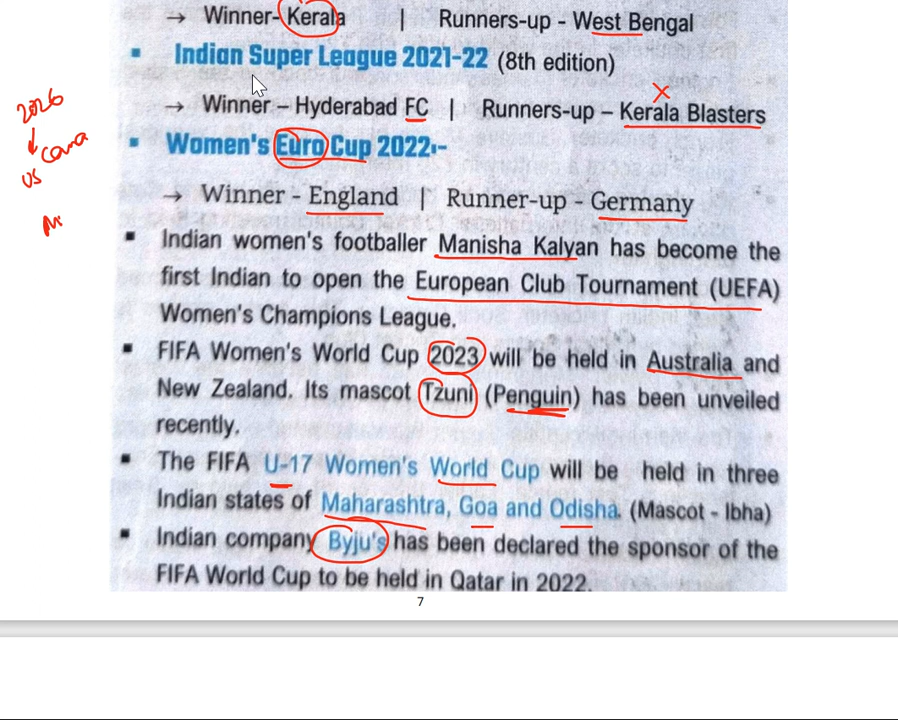 → Winner- Kerala | Runners-up - West Bengal
▪ Indian Super League 2021-22 (8th edition)
→ Winner – Hyderabad FC | Runners-up – Kerala Blasters
▪ Women's Euro Cup 2022:-
→ Winner - England | Runner-up - Germany
▪ Indian women's footballer Manisha Kalyan has become the
first Indian to open the European Club Tournament (UEFA)
Women's Champions League.
▪ FIFA Women's World Cup 2023 will be held in Australia and
New Zealand. Its mascot Tzuni (Penguin) has been unveiled
recently.
▪ The FIFA U-17 Women's World Cup will be held in three
Indian states of Maharashtra, Goa and Odisha. (Mascot - Ibha)
▪ Indian company Byju's has been declared the sponsor of the
FIFA World Cup to be held in Qatar in 2022.
7
2026
↓ Cana
US
M
X